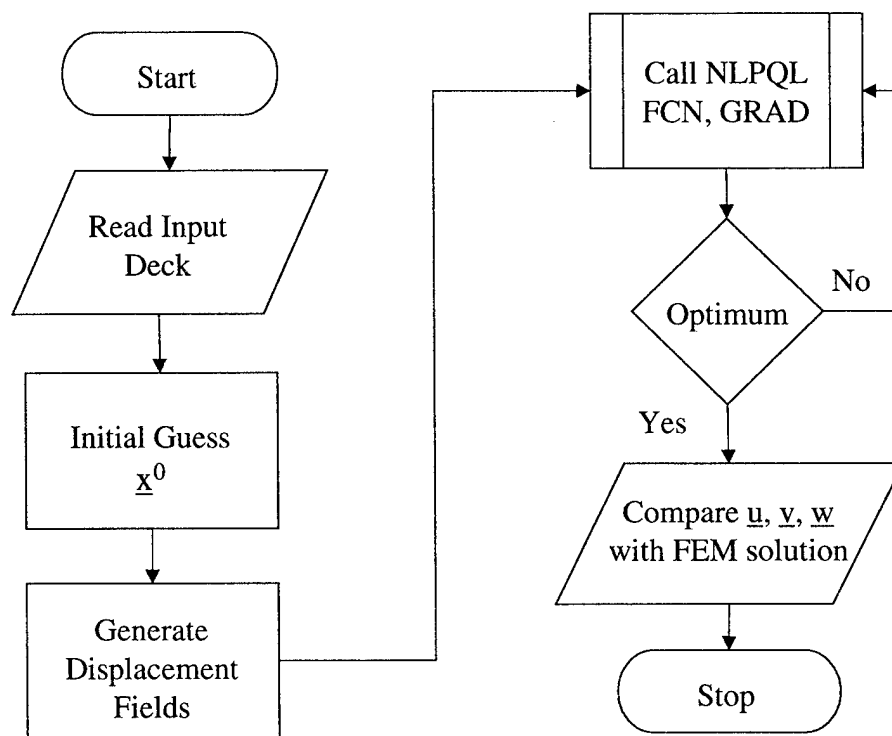 Start
Read Input
Deck
Initial Guess
x⁰
Generate
Displacement
Fields
Call NLPQL
FCN, GRAD
Optimum
No
Yes
Compare u, v, w
with FEM solution
Stop